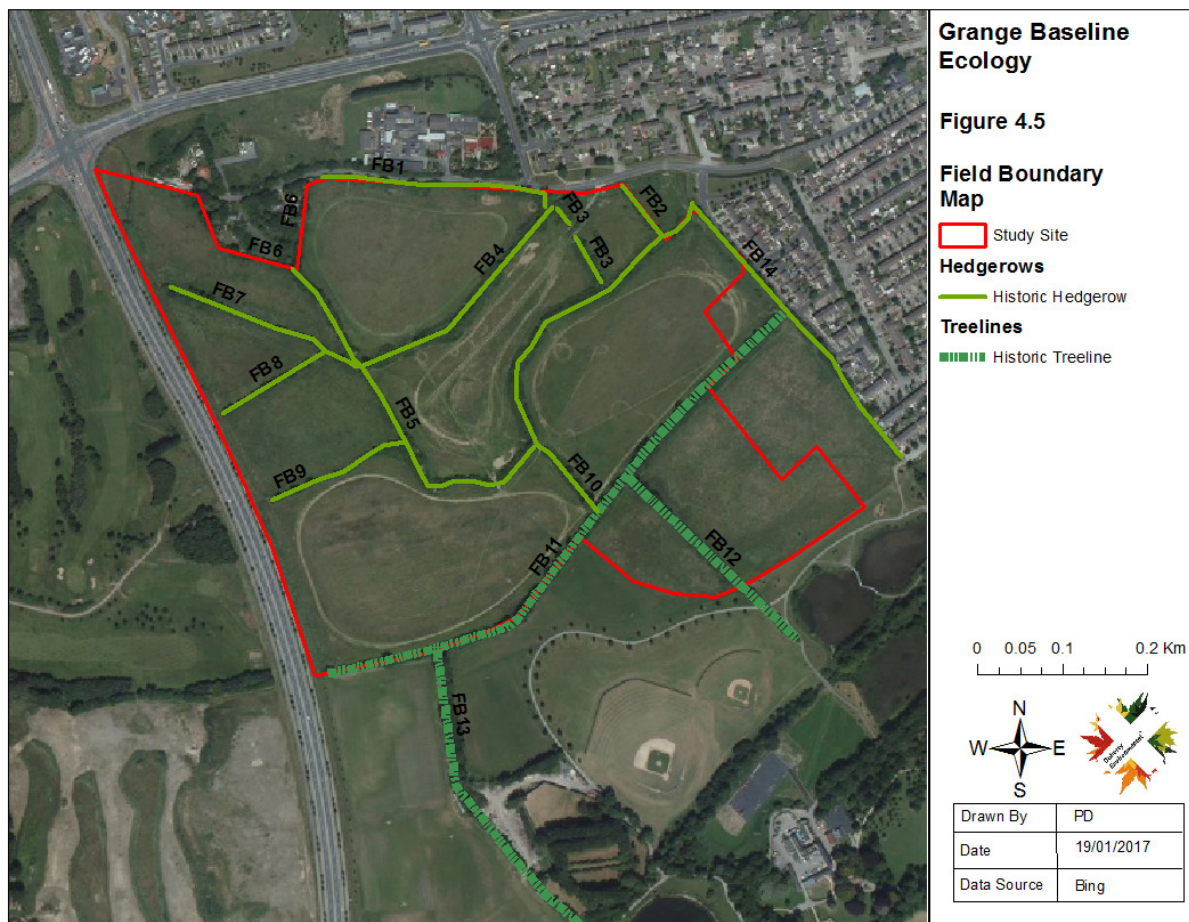 Grange Baseline
Ecology
Figure 4.5
Field Boundary
Map
Study Site
Hedgerows
Historic Hedgerow
Treelines
Historic Treeline
0 0.05 0.1 0.2 Km
N
W E
S
Doherty
Environmental
Drawn By PD
Date 19/01/2017
Data Source Bing
FB1
FB6
FB6
FB3
FB2
FB3
FB4
FB14
FB7
FB8
FB5
FB9
FB10
FB11
FB12
FB13